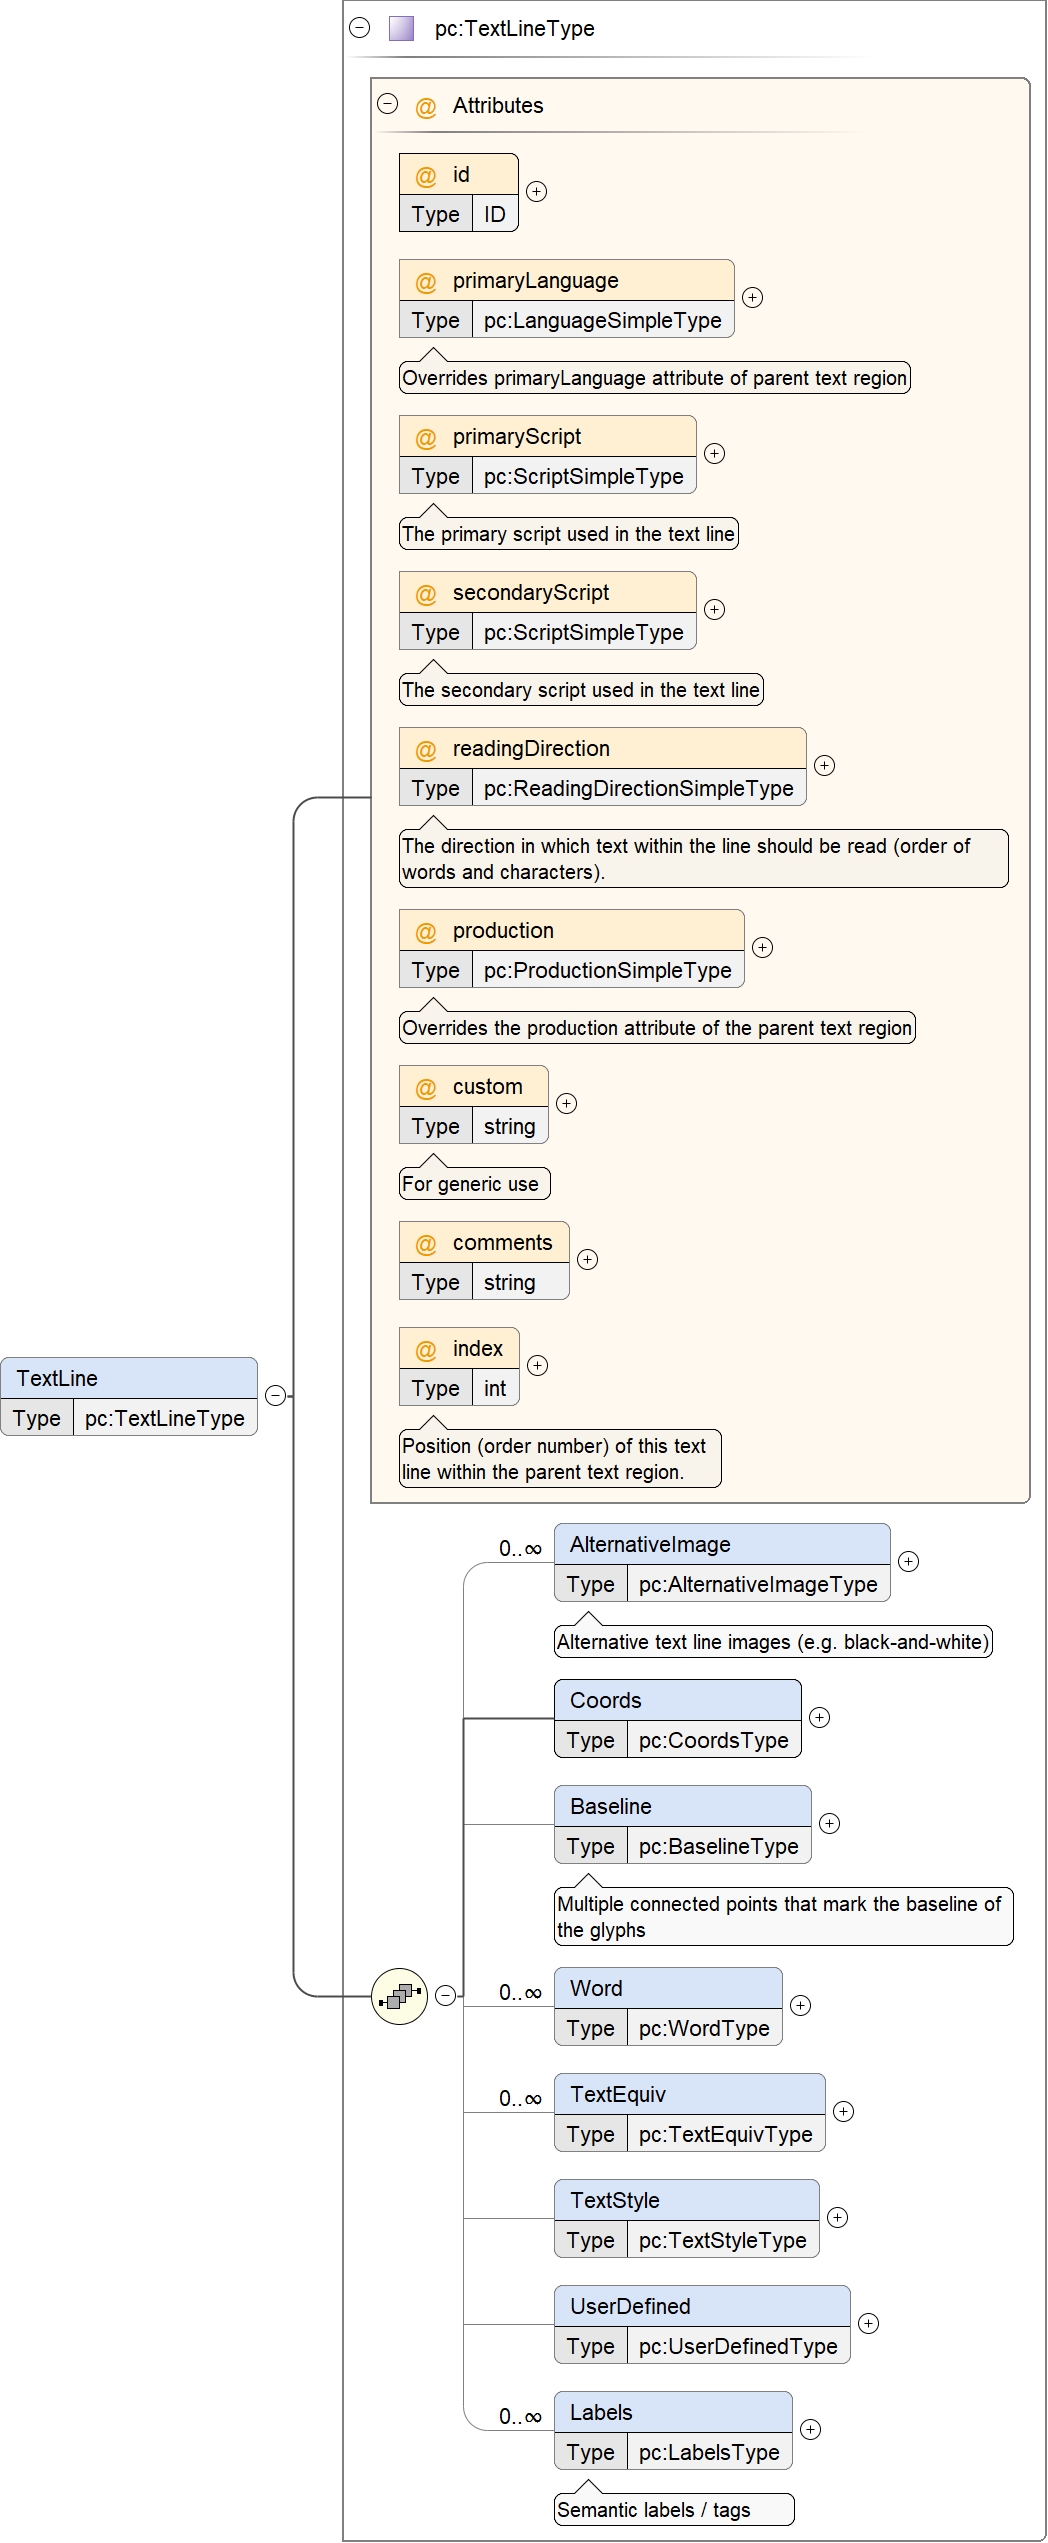 pc:TextLineType
@ Attributes
@ id
Type ID
@ primaryLanguage
Type pc:LanguageSimpleType
Overrides primaryLanguage attribute of parent text region
@ primaryScript
Type pc:ScriptSimpleType
The primary script used in the text line
@ secondaryScript
Type pc:ScriptSimpleType
The secondary script used in the text line
@ readingDirection
Type pc:ReadingDirectionSimpleType
The direction in which text within the line should be read (order of
words and characters).
@ production
Type pc:ProductionSimpleType
Overrides the production attribute of the parent text region
@ custom
Type string
For generic use
@ comments
Type string
@ index
Type int
Position (order number) of this text
line within the parent text region.
TextLine
Type pc:TextLineType
0..∞ AlternativeImage
Type pc:AlternativeImageType
Alternative text line images (e.g. black-and-white)
Coords
Type pc:CoordsType
Baseline
Type pc:BaselineType
Multiple connected points that mark the baseline of
the glyphs
0..∞ Word
Type pc:WordType
0..∞ TextEquiv
Type pc:TextEquivType
TextStyle
Type pc:TextStyleType
UserDefined
Type pc:UserDefinedType
0..∞ Labels
Type pc:LabelsType
Semantic labels / tags